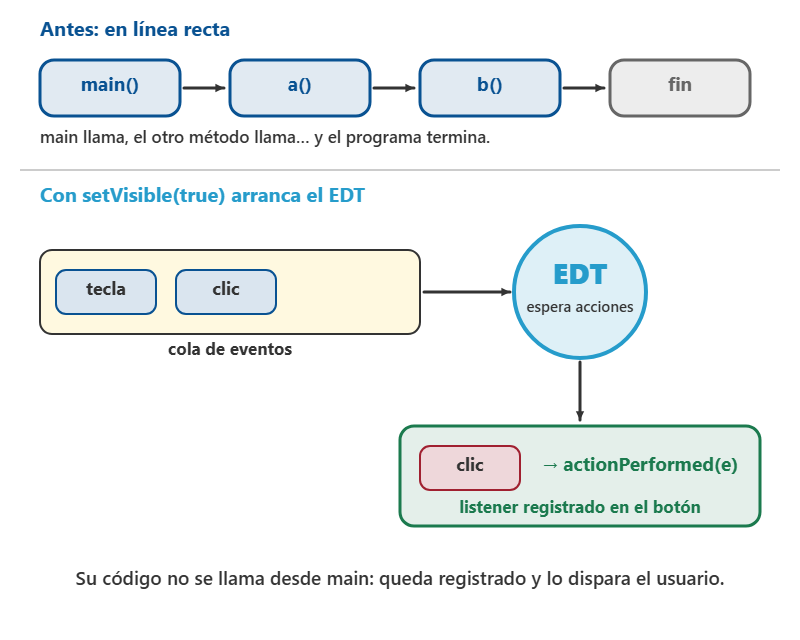 Antes: en línea recta
main()
a()
b()
fin
main llama, el otro método llama... y el programa termina.
Con setVisible(true) arranca el EDT
tecla
clic
EDT
espera acciones
cola de eventos
clic
→ actionPerformed(e)
listener registrado en el botón
Su código no se llama desde main: queda registrado y lo dispara el usuario.